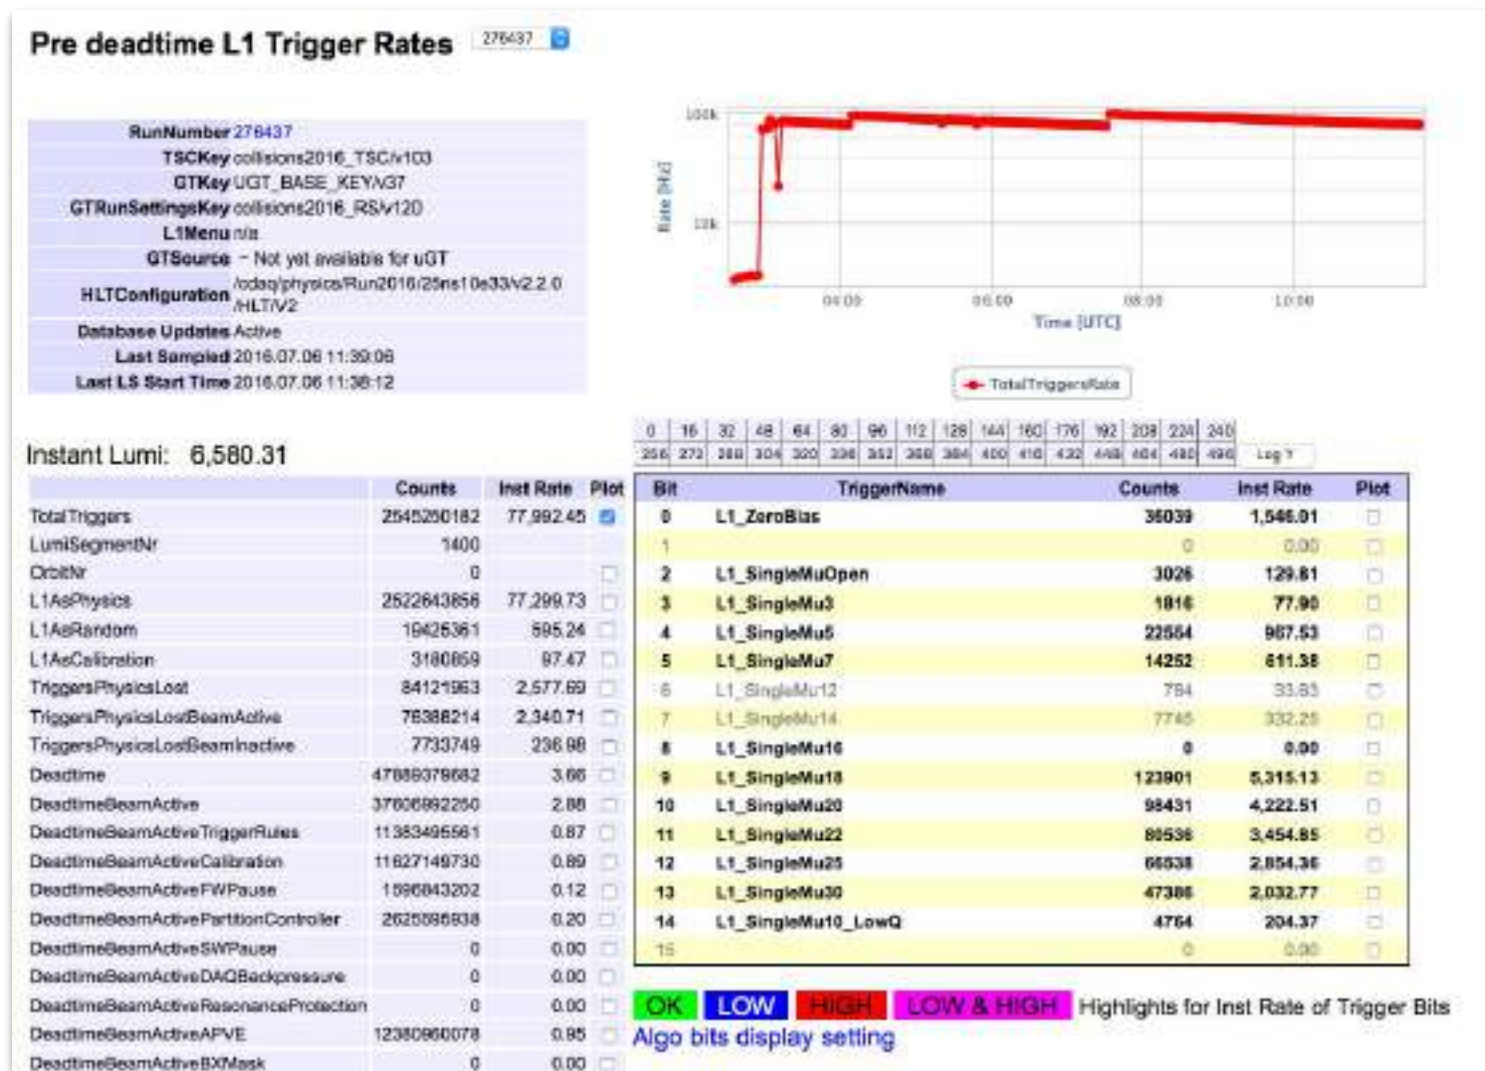 Pre deadtime L1 Trigger Rates 276437
RunNumber 276437
TSCKey collisions2016_TSC/v103
GTKey UGT_BASE_KEY/v37
GTRunSettingsKey collisions2016_RS/v120
L1Menu n/a
GTSource - Not yet available for uGT
HLTConfiguration /cdaq/physics/Run2016/25ns10e33/v2.2.0
/HLT/V2
Database Updates Active
Last Sampled 2016.07.06 11:39:06
Last LS Start Time 2016.07.06 11:38:12
100k
10k
Rate [Hz]
04:00 06:00 08:00 10:00
Time [UTC]
TotalTriggersRate
Instant Lumi: 6,580.31
Counts Inst Rate Plot
TotalTriggers 2545250182 77,992.45
LumiSegmentNr 1400
OrbitNr 0
L1AsPhysics 2522643856 77,299.73
L1AsRandom 19425361 595.24
L1AsCalibration 3180859 97.47
TriggersPhysicsLost 84121963 2,577.69
TriggersPhysicsLostBeamActive 76388214 2,340.71
TriggersPhysicsLostBeamInactive 7733749 236.98
Deadtime 47889379682 3.66
DeadtimeBeamActive 37606992250 2.88
DeadtimeBeamActiveTriggerRules 11383495561 0.87
DeadtimeBeamActiveCalibration 11627149730 0.89
DeadtimeBeamActiveFWPause 1596843202 0.12
DeadtimeBeamActivePartitionController 2625595938 0.20
DeadtimeBeamActiveSWPause 0 0.00
DeadtimeBeamActiveDAQBackpressure 0 0.00
DeadtimeBeamActiveResonanceProtection 0 0.00
DeadtimeBeamActiveAPVE 12380960078 0.95
DeadtimeBeamActiveBXMask 0 0.00
0 16 32 48 64 80 96 112 128 144 160 176 192 208 224 240
256 272 288 304 320 336 352 368 384 400 416 432 448 464 480 496 Log Y
Bit TriggerName Counts Inst Rate Plot
0 L1_ZeroBias 36039 1,546.01
1 0 0.00
2 L1_SingleMuOpen 3026 129.81
3 L1_SingleMu3 1816 77.90
4 L1_SingleMu5 22554 967.53
5 L1_SingleMu7 14252 611.38
6 L1_SingleMu12 784 33.63
7 L1_SingleMu14 7745 332.25
8 L1_SingleMu16 0 0.00
9 L1_SingleMu18 123901 5,315.13
10 L1_SingleMu20 98431 4,222.51
11 L1_SingleMu22 80536 3,454.85
12 L1_SingleMu25 66538 2,854.36
13 L1_SingleMu30 47386 2,032.77
14 L1_SingleMu10_LowQ 4764 204.37
15 0 0.00
OK LOW HIGH LOW & HIGH Highlights for Inst Rate of Trigger Bits
Algo bits display setting